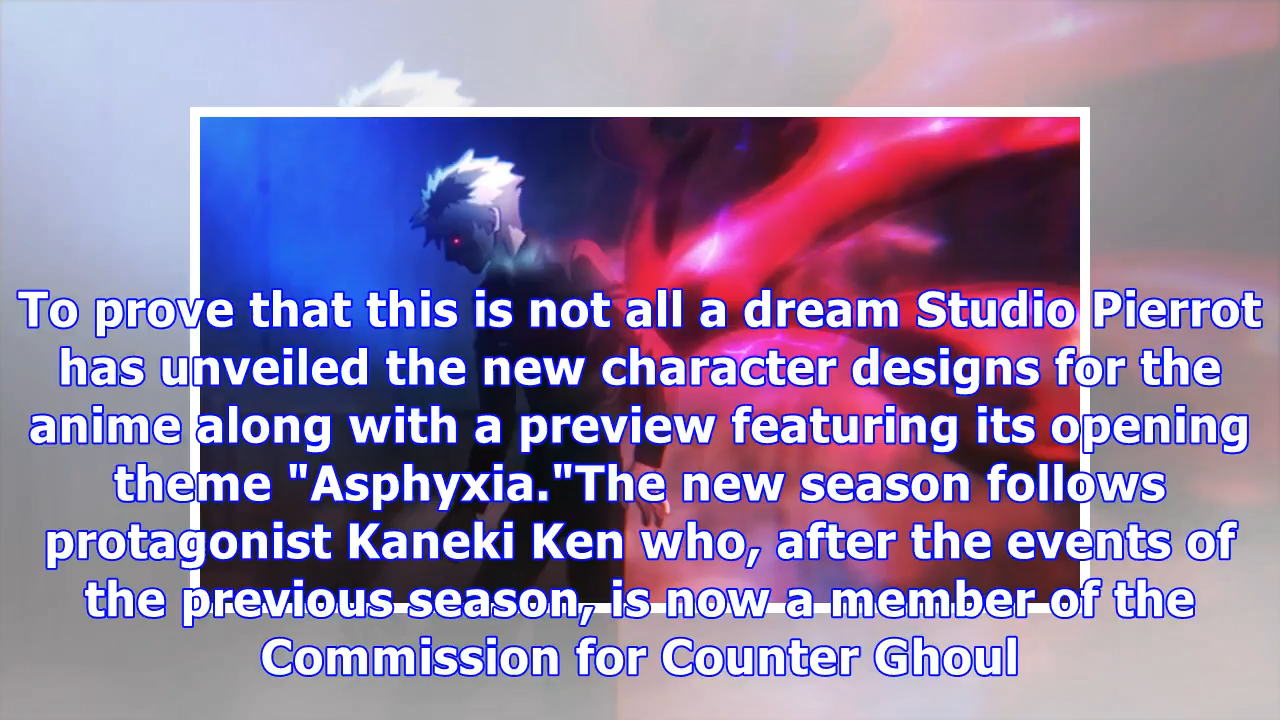 To prove that this is not all a dream Studio Pierrot
has unveiled the new character designs for the
anime along with a preview featuring its opening
theme "Asphyxia."The new season follows
protagonist Kaneki Ken who, after the events of
the previous season, is now a member of the
Commission for Counter Ghoul